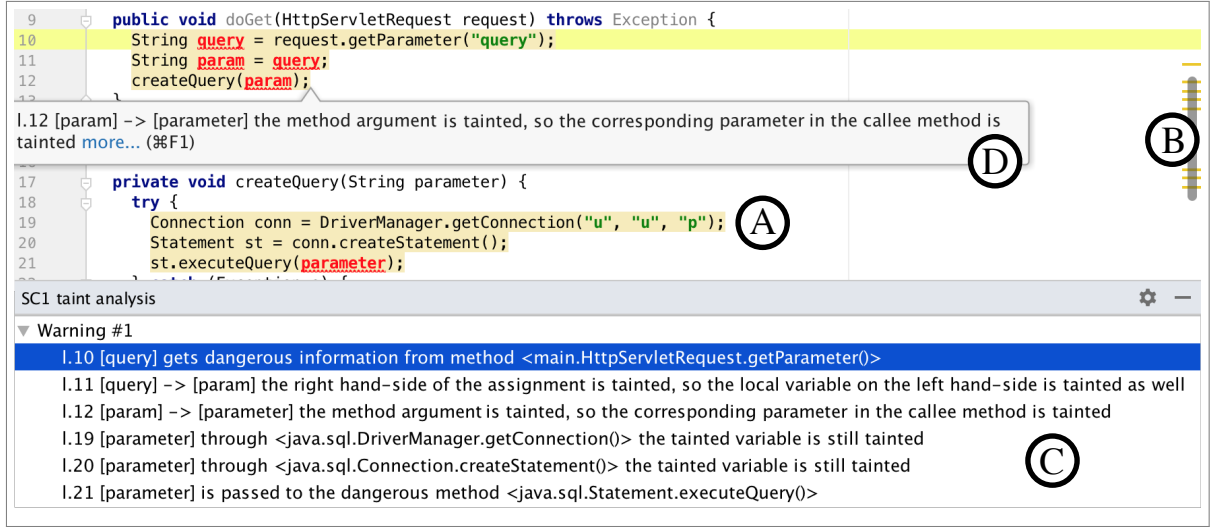 9 public void doGet(HttpServletRequest request) throws Exception {
10 String query = request.getParameter("query");
11 String param = query;
12 createQuery(param);
}
l.12 [param] -> [parameter] the method argument is tainted, so the corresponding parameter in the callee method is
tainted more... (⌘F1)
D
B
17 private void createQuery(String parameter) {
18 try {
19 Connection conn = DriverManager.getConnection("u", "u", "p");
A
20 Statement st = conn.createStatement();
21 st.executeQuery(parameter);
SC1 taint analysis
Warning #1
l.10 [query] gets dangerous information from method <main.HttpServletRequest.getParameter()>
l.11 [query] -> [param] the right hand-side of the assignment is tainted, so the local variable on the left hand-side is tainted as well
l.12 [param] -> [parameter] the method argument is tainted, so the corresponding parameter in the callee method is tainted
l.19 [parameter] through <java.sql.DriverManager.getConnection()> the tainted variable is still tainted
l.20 [parameter] through <java.sql.Connection.createStatement()> the tainted variable is still tainted
C
l.21 [parameter] is passed to the dangerous method <java.sql.Statement.executeQuery()>